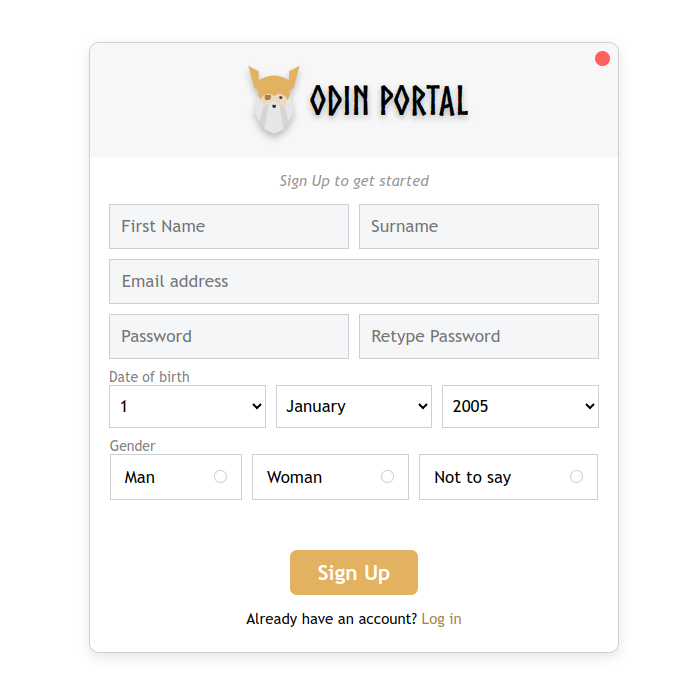 ODIN PORTAL
Sign Up to get started
First Name Surname
Email address
Password Retype Password
Date of birth
1 January 2005
Gender
Man Woman Not to say
Sign Up
Already have an account? Log in